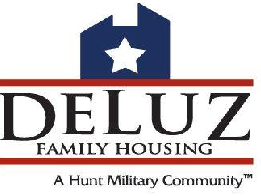 DELUZ
FAMILY HOUSING
A Hunt Military Community™